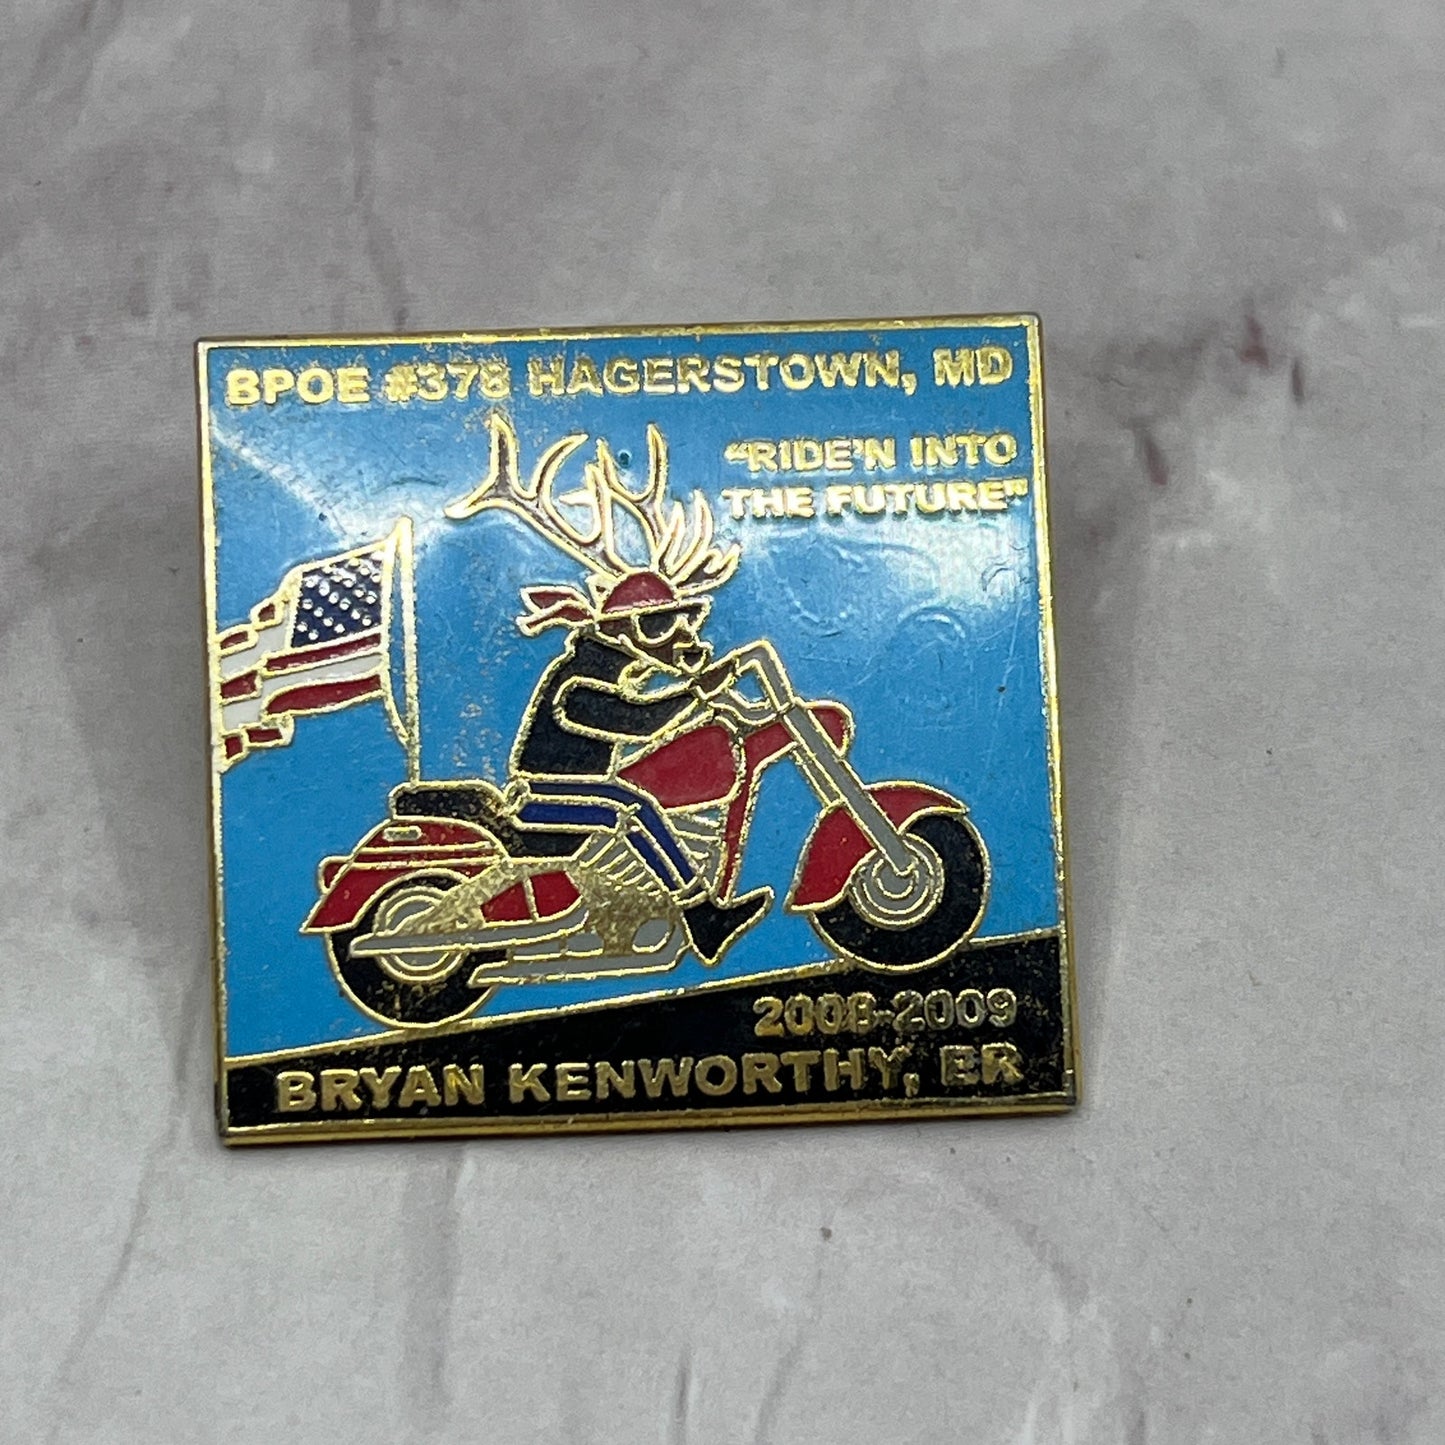 BPOE #378 HAGERSTOWN, MD
"RIDE'N INTO
THE FUTURE"
2008-2009
BRYAN KENWORTHY, ER